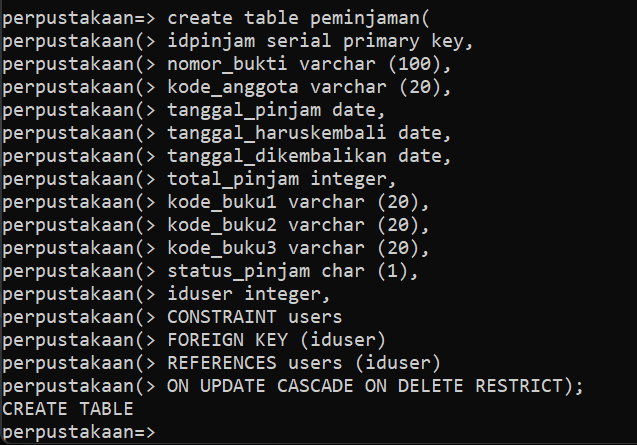 perpustakaan=> create table peminjaman(
perpustakaan(> idpinjam serial primary key,
perpustakaan(> nomor_bukti varchar (100),
perpustakaan(> kode_anggota varchar (20),
perpustakaan(> tanggal_pinjam date,
perpustakaan(> tanggal_haruskembali date,
perpustakaan(> tanggal_dikembalikan date,
perpustakaan(> total_pinjam integer,
perpustakaan(> kode_buku1 varchar (20),
perpustakaan(> kode_buku2 varchar (20),
perpustakaan(> kode_buku3 varchar (20),
perpustakaan(> status_pinjam char (1),
perpustakaan(> iduser integer,
perpustakaan(> CONSTRAINT users
perpustakaan(> FOREIGN KEY (iduser)
perpustakaan(> REFERENCES users (iduser)
perpustakaan(> ON UPDATE CASCADE ON DELETE RESTRICT);
CREATE TABLE
perpustakaan=>